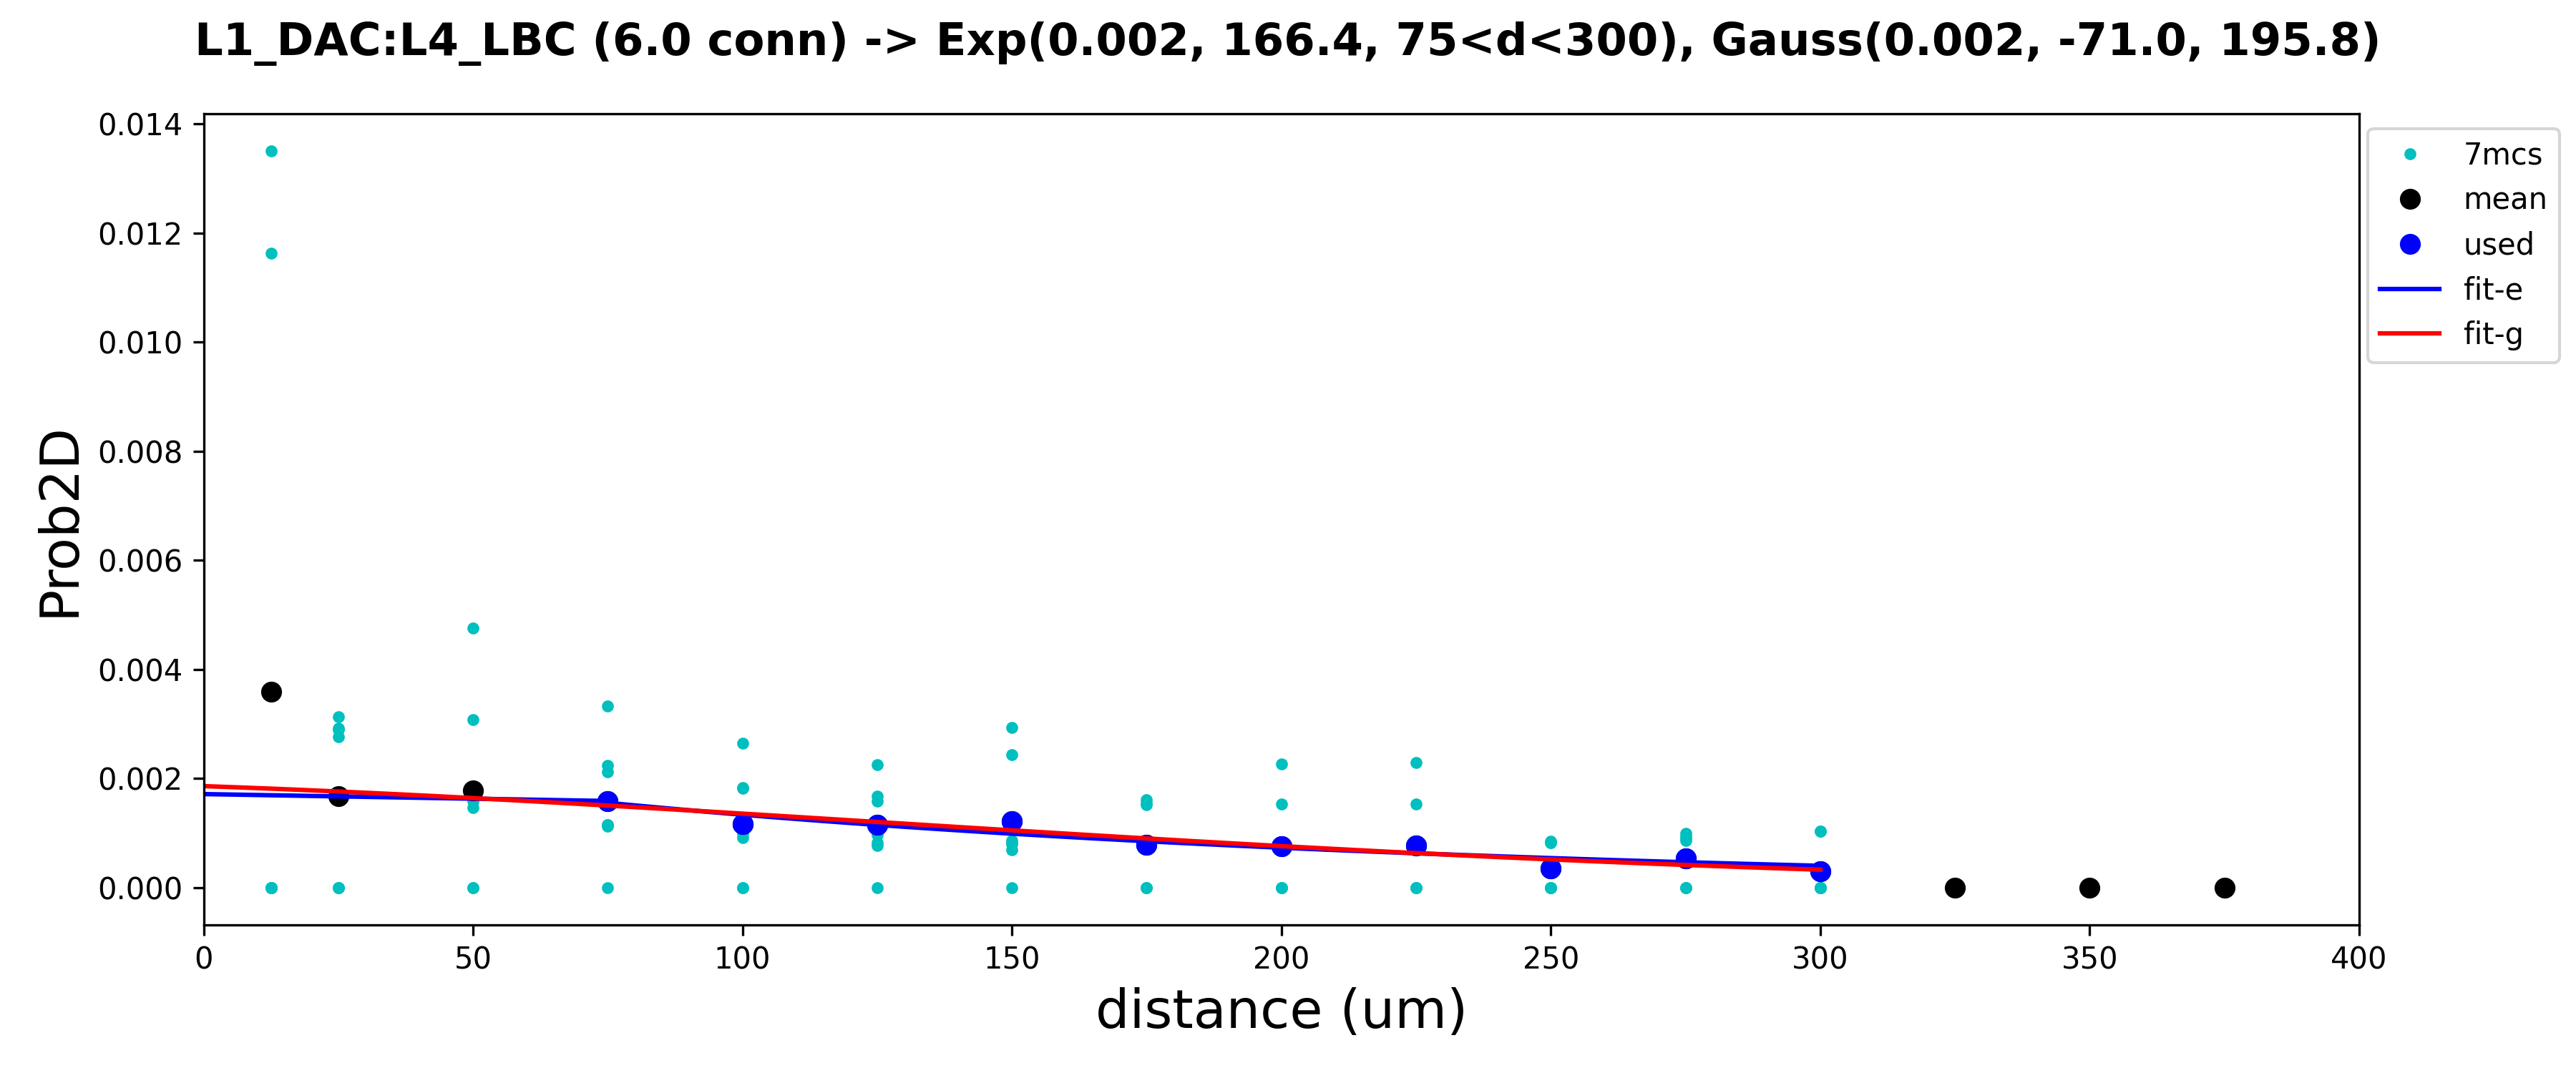 L1_DAC:L4_LBC (6.0 conn) -> Exp(0.002, 166.4, 75<d<300), Gauss(0.002, -71.0, 195.8)
0.014
0.012
0.010
0.008
0.006
0.004
0.002
0.000
Prob2D
0 50 100 150 200 250 300 350 400
distance (um)
7mcs
mean
used
fit-e
fit-g